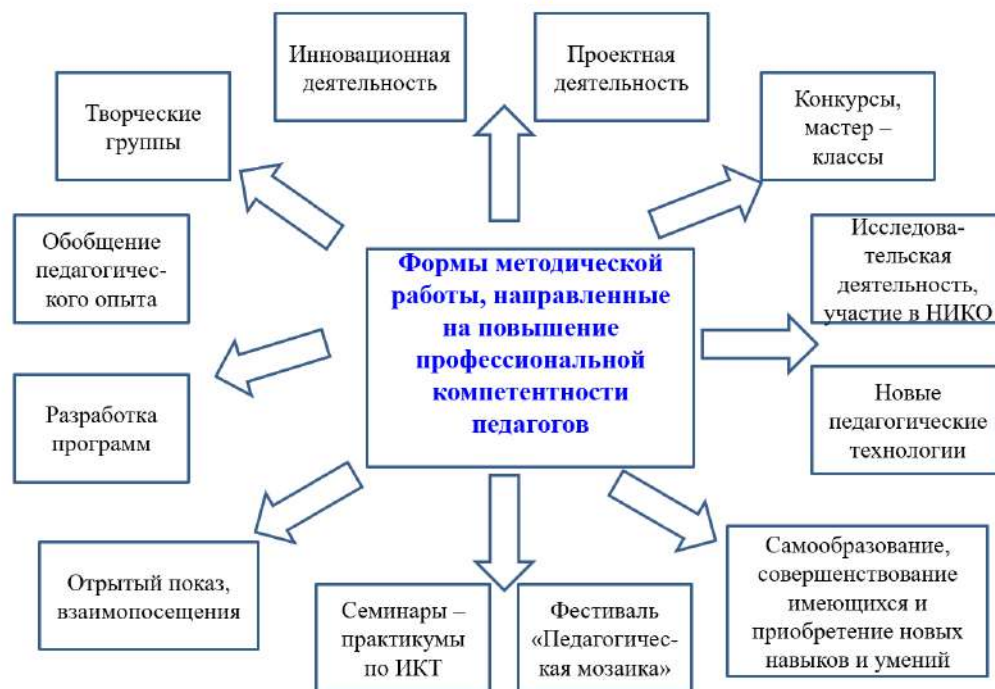 Инновационная
деятельность
Проектная
деятельность
Творческие
группы
Конкурсы,
мастер –
классы
Обобщение
педагогичес-
кого опыта
Формы методической
работы, направленные
на повышение
профессиональной
компетентности
педагогов
Исследова-
тельская
деятельность,
участие в НИКО
Разработка
программ
Новые
педагогические
технологии
Отрытый показ,
взаимопосещения
Семинары –
практикумы
по ИКТ
Фестиваль
«Педагогичес-
кая мозаика»
Самообразование,
совершенствование
имеющихся и
приобретение новых
навыков и умений